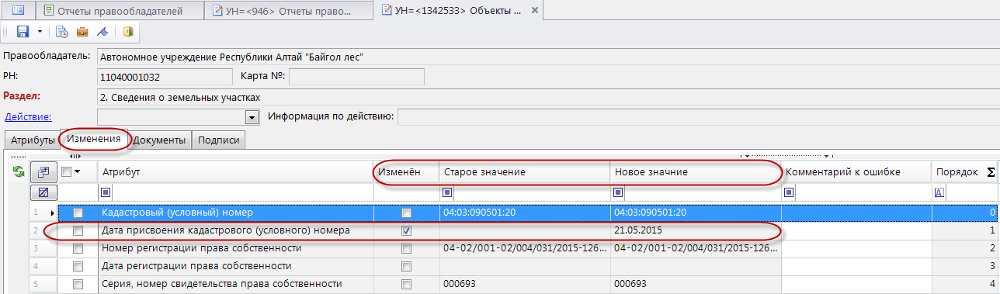 Отчеты правообладателей УН=<946> Отчеты право... УН=<1342533> Объекты ...
Правообладатель: Автономное учреждение Республики Алтай "Байгол лес"
РН: 11040001032 Карта №:
Раздел: 2. Сведения о земельных участках
Действие: Информация по действию:
Атрибуты Изменения Документы Подписи
Атрибут Изменён Старое значение Новое значние Комментарий к ошибке Порядок Σ
A
1 Кадастровый (условный) номер 04:03:090501:20 04:03:090501:20 0
2 Дата присвоения кадастрового (условного) номера 21.05.2015 1
3 Номер регистрации права собственности 04-02/001-02/004/031/2015-126... 04-02/001-02/004/031/2015-126... 2
4 Дата регистрации права собственности 3
5 Серия, номер свидетельства права собственности 000693 000693 4